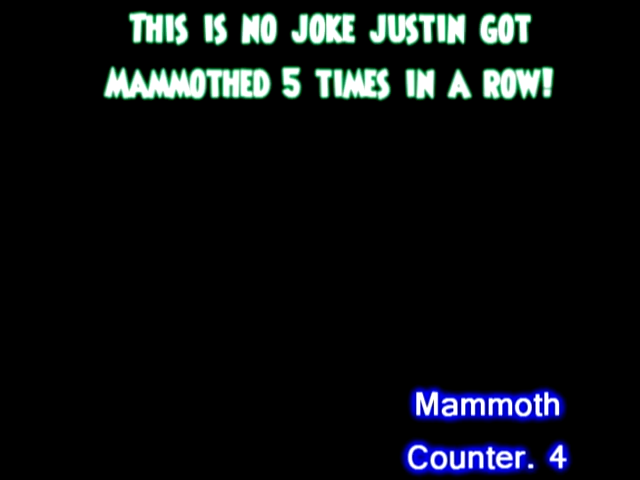 This is no joke Justin got
Mammothed 5 times in a row!
Mammoth
Counter. 4